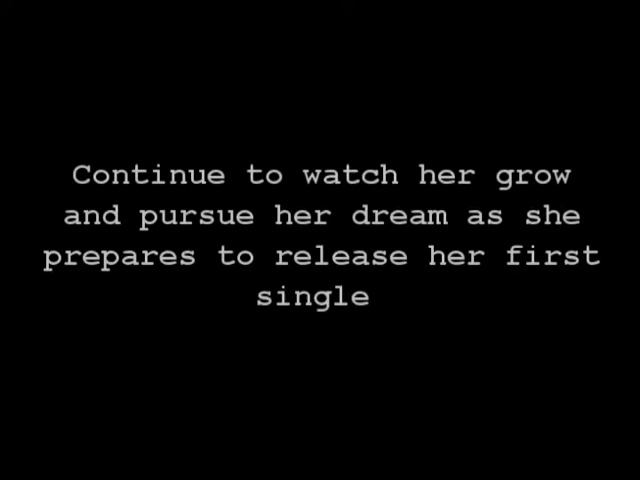 Continue to watch her grow
and pursue her dream as she
prepares to release her first
single